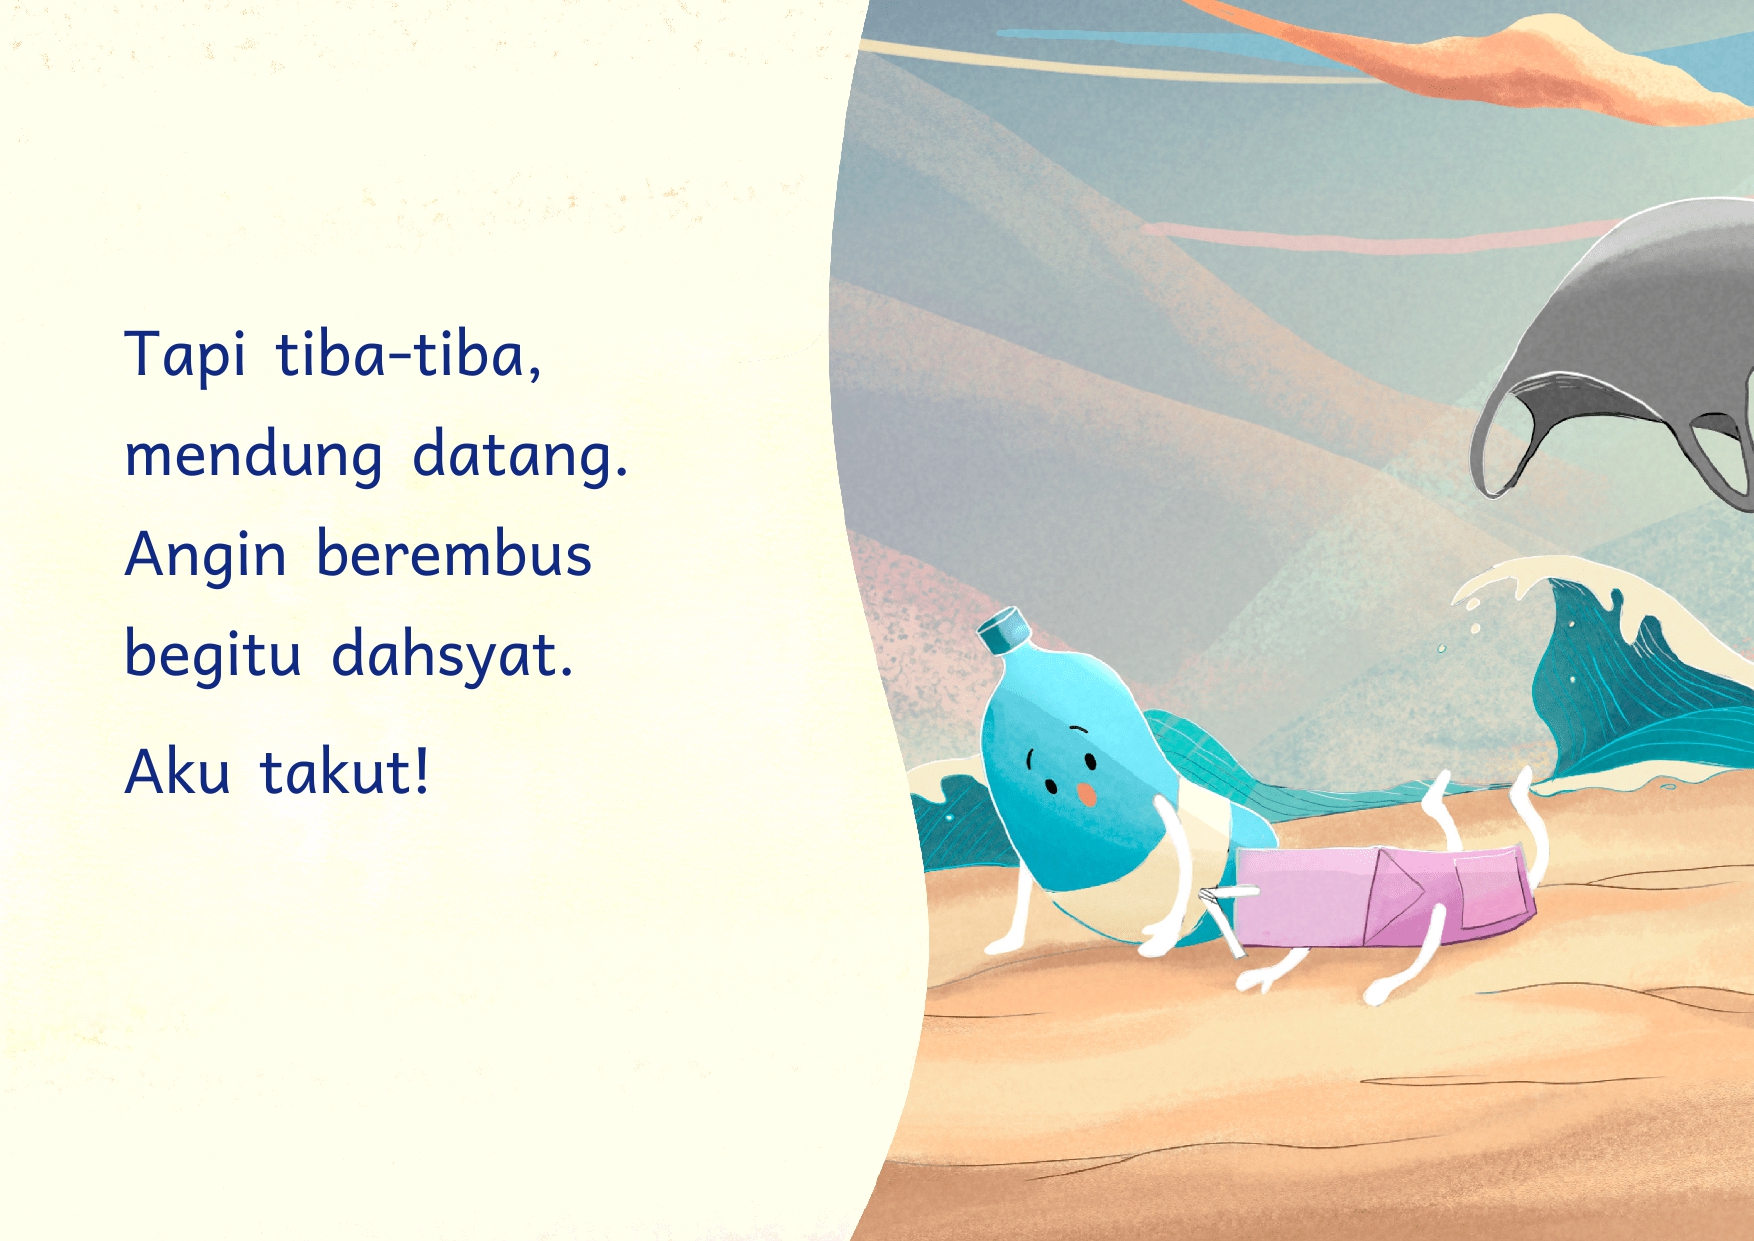 Tapi tiba-tiba,
mendung datang.
Angin berembus
begitu dahsyat.
Aku takut!